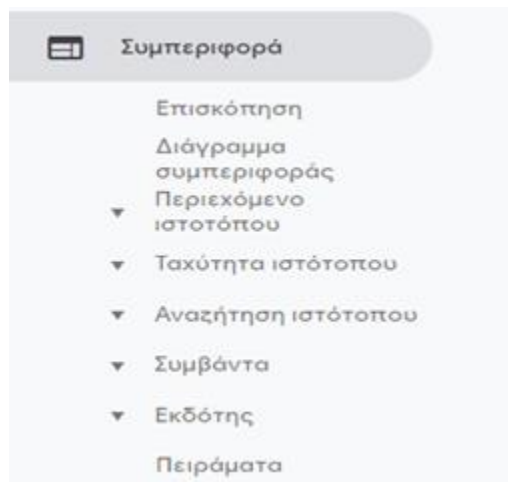 Συμπεριφορά
Επισκόπηση
Διάγραμμα
συμπεριφοράς
Περιεχόμενο
ιστοτόπου
Ταχύτητα ιστότοπου
Αναζήτηση ιστότοπου
Συμβάντα
Εκδότης
Πειράματα